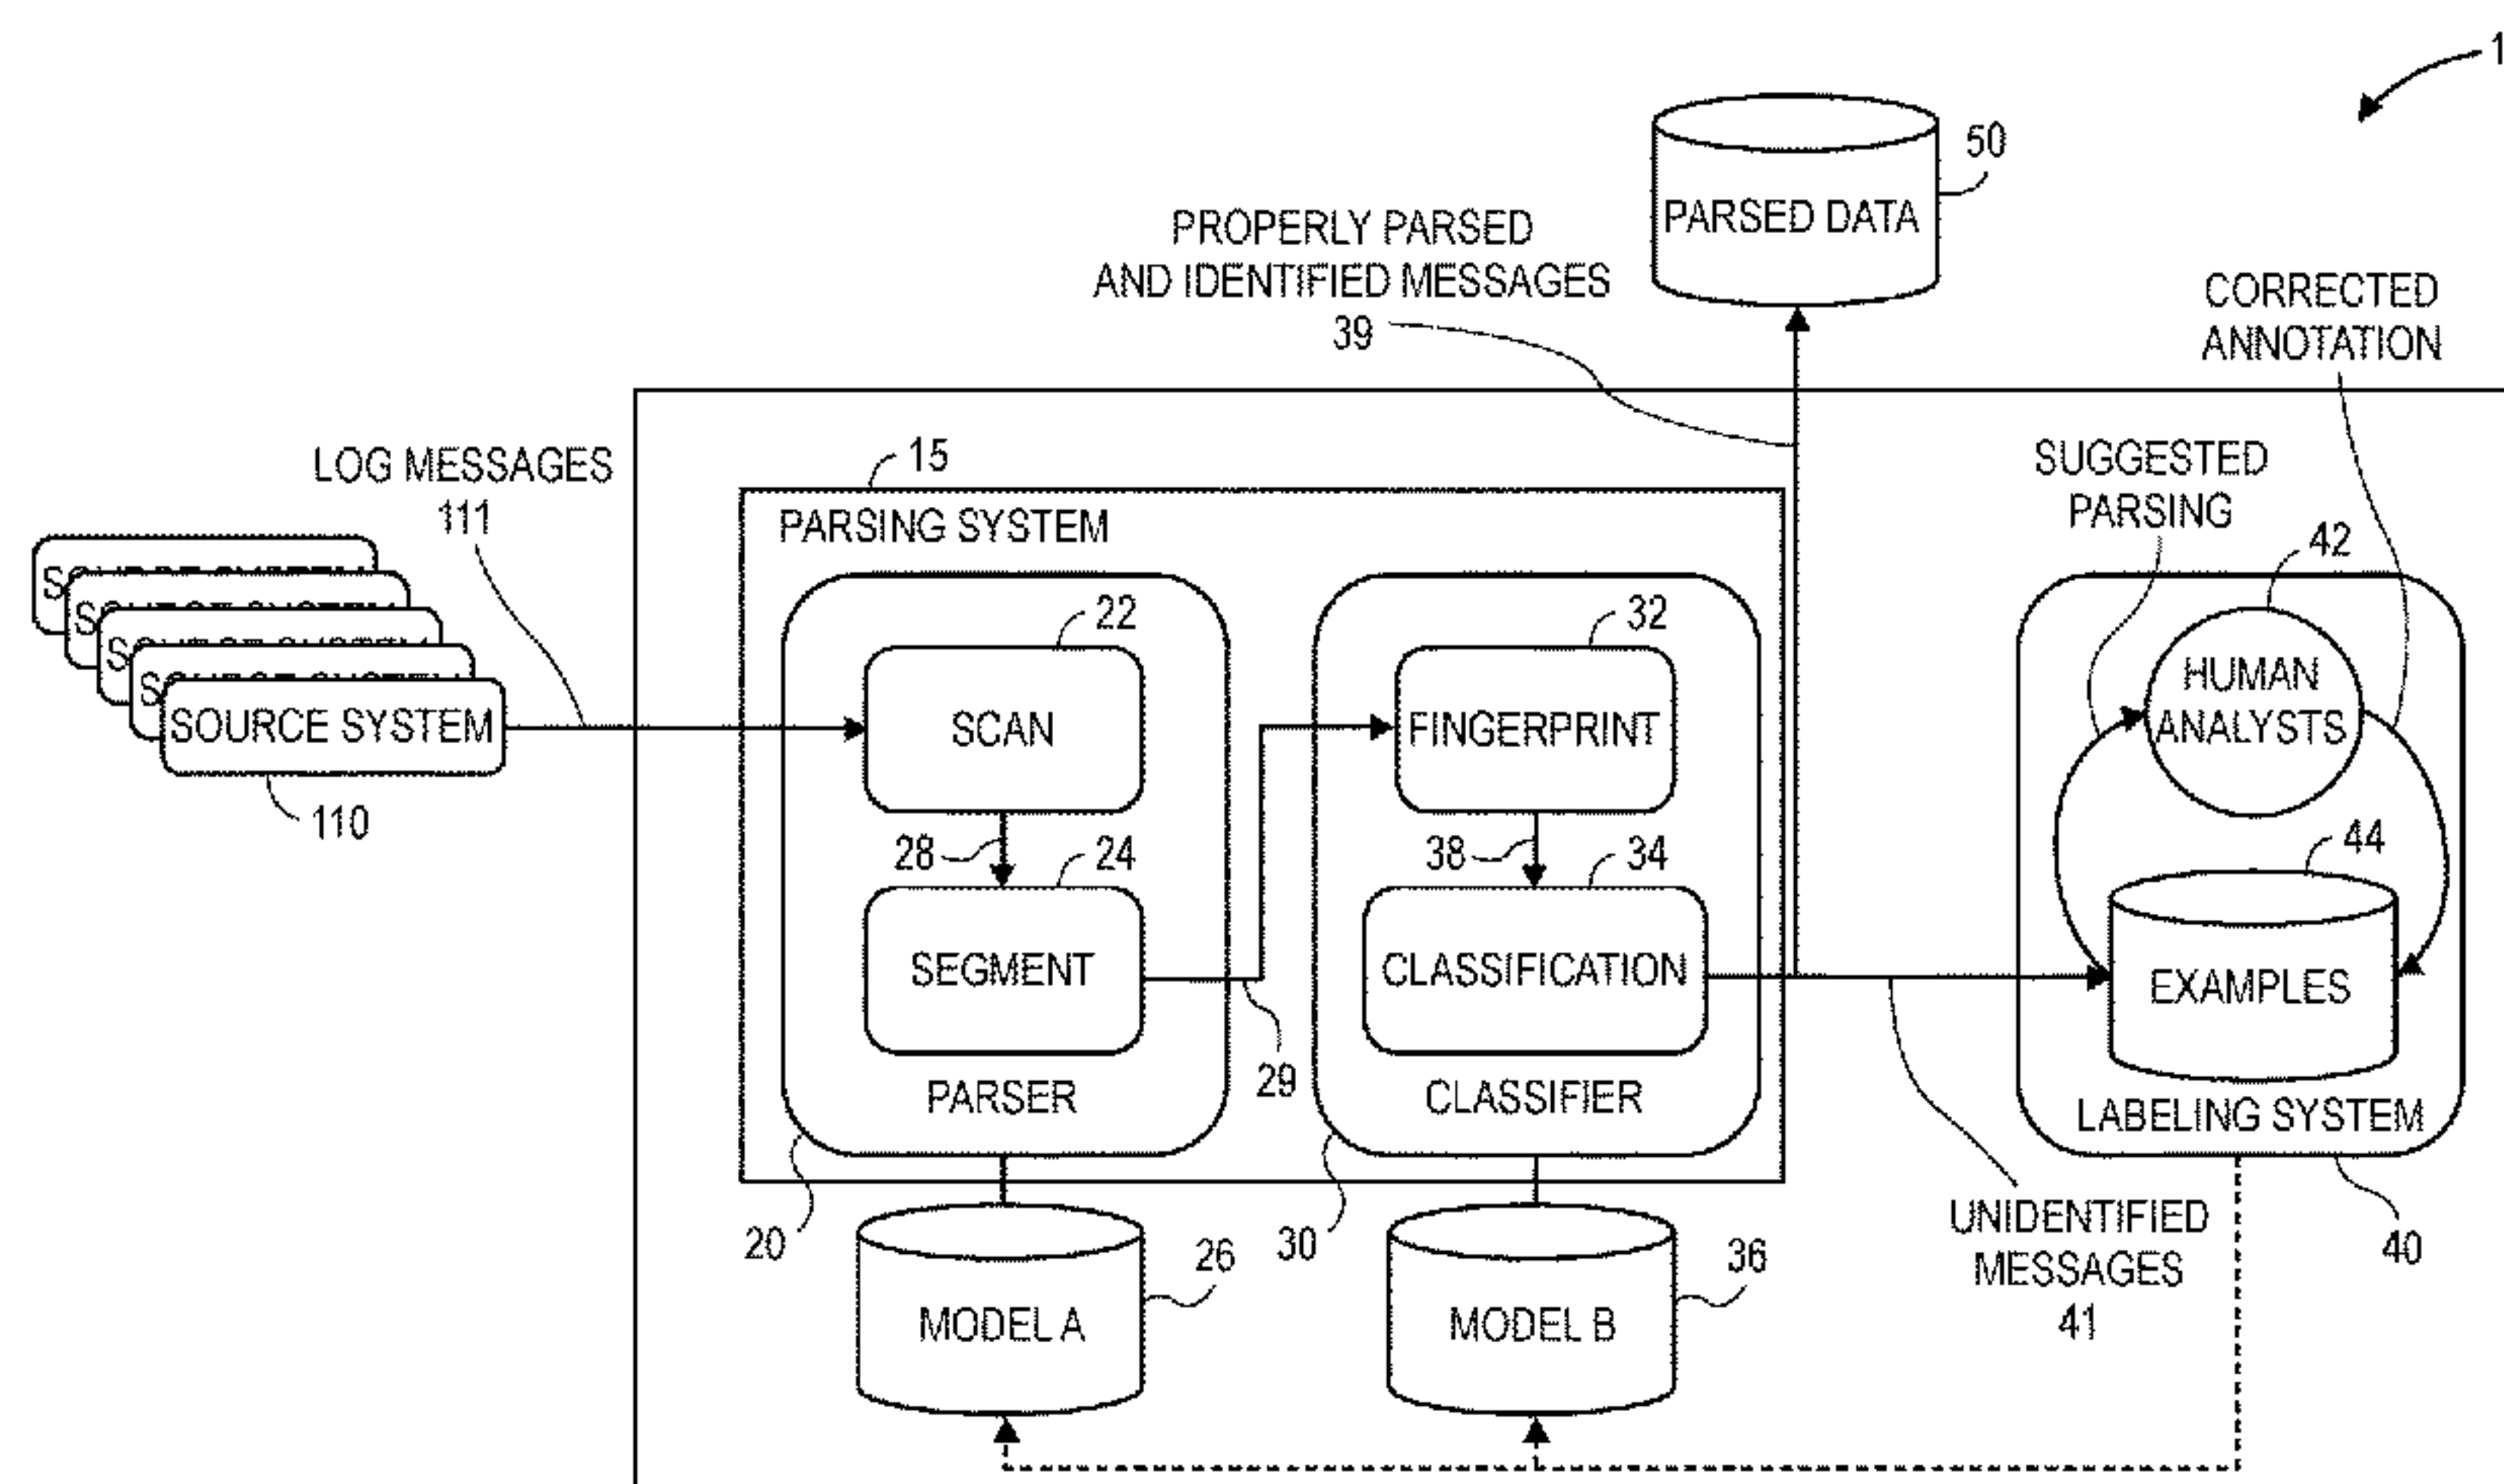 1
50
PARSED DATA
PROPERLY PARSED
AND IDENTIFIED MESSAGES
39
CORRECTED
ANNOTATION
LOG MESSAGES
111
15
SUGGESTED
PARSING
PARSING SYSTEM
42
22
32
HUMAN
ANALYSTS
SOURCE SYSTEM
SCAN
FINGERPRINT
110
28
24
38
34
44
SEGMENT
CLASSIFICATION
EXAMPLES
29
PARSER
CLASSIFIER
LABELING SYSTEM
20
26
30
36
UNIDENTIFIED
MESSAGES
41
40
MODEL A
MODEL B